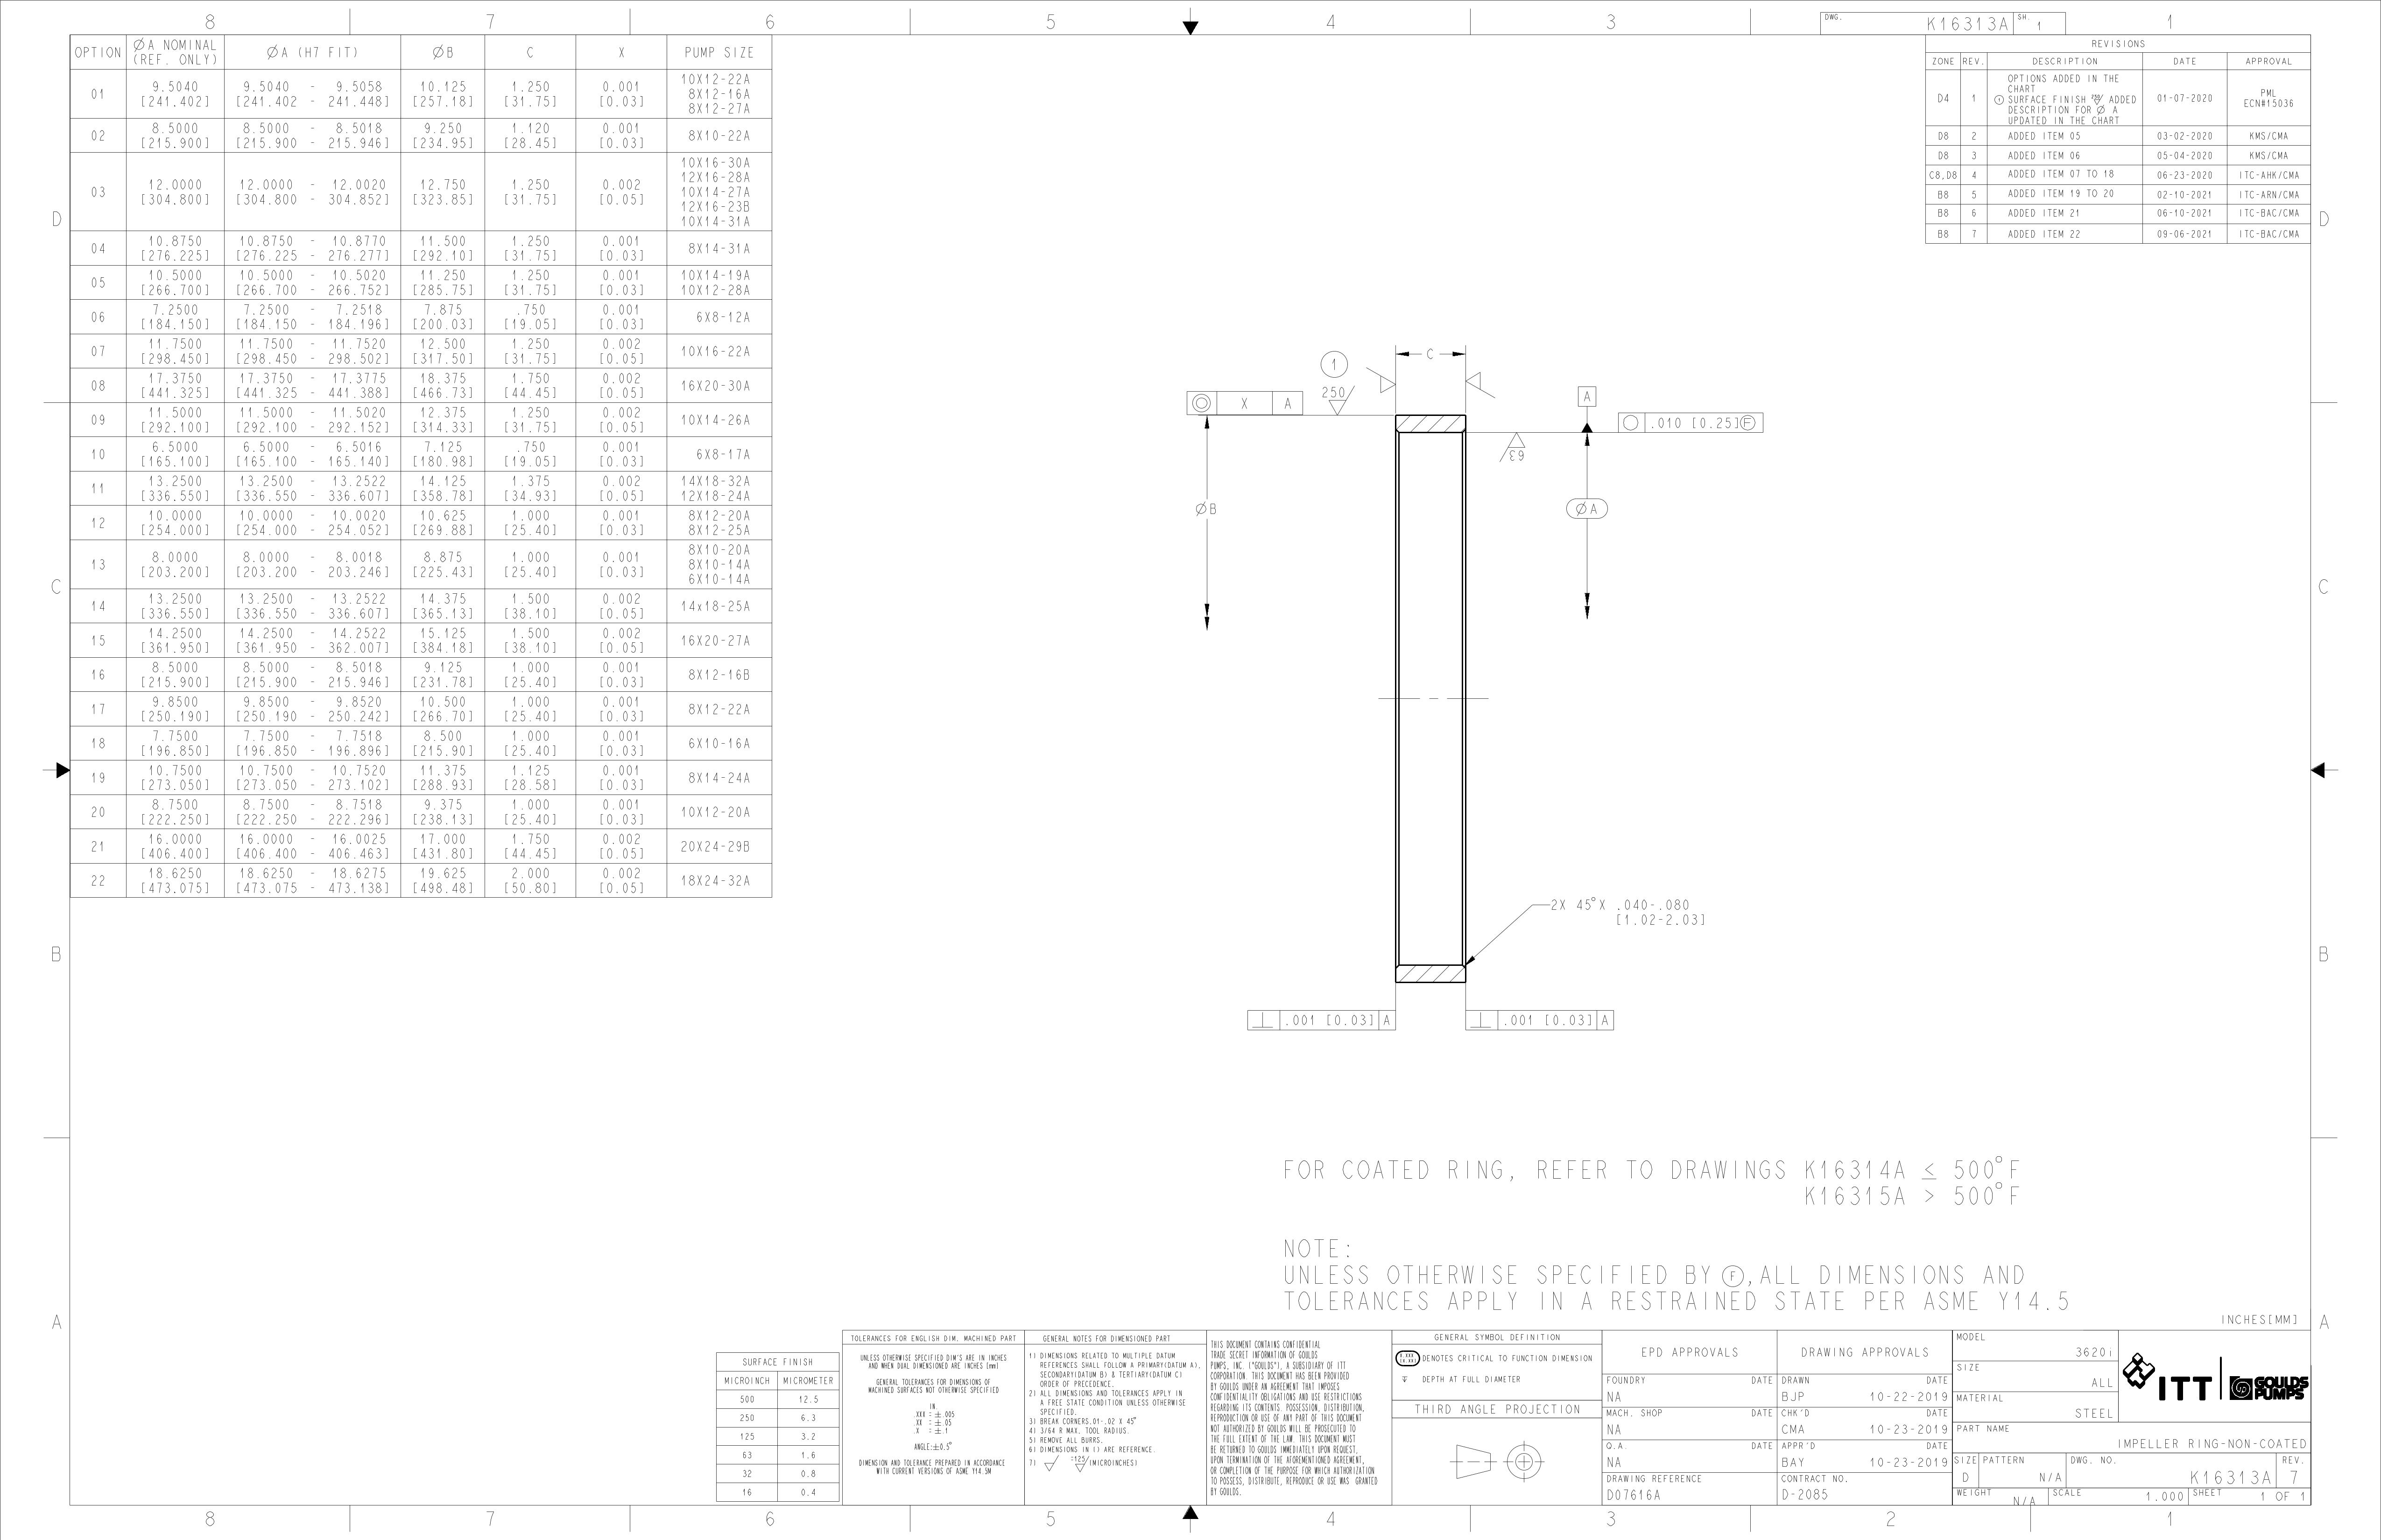 8 7 6 5 4 3 1
DWG. K16313A SH. 1
OPTION ØA NOMINAL (REF. ONLY) ØA (H7 FIT) ØB C X PUMP SIZE
01 9.5040 [241.402] 9.5040 - 9.5058 [241.402 - 241.448] 10.125 [257.18] 1.250 [31.75] 0.001 [0.03] 10X12-22A 8X12-16A 8X12-27A
02 8.5000 [215.900] 8.5000 - 8.5018 [215.900 - 215.946] 9.250 [234.95] 1.120 [28.45] 0.001 [0.03] 8X10-22A
03 12.0000 [304.800] 12.0000 - 12.0020 [304.800 - 304.852] 12.750 [323.85] 1.250 [31.75] 0.002 [0.05] 10X16-30A 12X16-28A 10X14-27A 12X16-23B 10X14-31A
04 10.8750 [276.225] 10.8750 - 10.8770 [276.225 - 276.277] 11.500 [292.10] 1.250 [31.75] 0.001 [0.03] 8X14-31A
05 10.5000 [266.700] 10.5000 - 10.5020 [266.700 - 266.752] 11.250 [285.75] 1.250 [31.75] 0.001 [0.03] 10X14-19A 10X12-28A
06 7.2500 [184.150] 7.2500 - 7.2518 [184.150 - 184.196] 7.875 [200.03] .750 [19.05] 0.001 [0.03] 6X8-12A
07 11.7500 [298.450] 11.7500 - 11.7520 [298.450 - 298.502] 12.500 [317.50] 1.250 [31.75] 0.002 [0.05] 10X16-22A
08 17.3750 [441.325] 17.3750 - 17.3775 [441.325 - 441.388] 18.375 [466.73] 1.750 [44.45] 0.002 [0.05] 16X20-30A
09 11.5000 [292.100] 11.5000 - 11.5020 [292.100 - 292.152] 12.375 [314.33] 1.250 [31.75] 0.002 [0.05] 10X14-26A
10 6.5000 [165.100] 6.5000 - 6.5016 [165.100 - 165.140] 7.125 [180.98] .750 [19.05] 0.001 [0.03] 6X8-17A
11 13.2500 [336.550] 13.2500 - 13.2522 [336.550 - 336.607] 14.125 [358.78] 1.375 [34.93] 0.002 [0.05] 14X18-32A 12X18-24A
12 10.0000 [254.000] 10.0000 - 10.0020 [254.000 - 254.052] 10.625 [269.88] 1.000 [25.40] 0.001 [0.03] 8X12-20A 8X12-25A
13 8.0000 [203.200] 8.0000 - 8.0018 [203.200 - 203.246] 8.875 [225.43] 1.000 [25.40] 0.001 [0.03] 8X10-20A 8X10-14A 6X10-14A
14 13.2500 [336.550] 13.2500 - 13.2522 [336.550 - 336.607] 14.375 [365.13] 1.500 [38.10] 0.002 [0.05] 14x18-25A
15 14.2500 [361.950] 14.2500 - 14.2522 [361.950 - 362.007] 15.125 [384.18] 1.500 [38.10] 0.002 [0.05] 16X20-27A
16 8.5000 [215.900] 8.5000 - 8.5018 [215.900 - 215.946] 9.125 [231.78] 1.000 [25.40] 0.001 [0.03] 8X12-16B
17 9.8500 [250.190] 9.8500 - 9.8520 [250.190 - 250.242] 10.500 [266.70] 1.000 [25.40] 0.001 [0.03] 8X12-22A
18 7.7500 [196.850] 7.7500 - 7.7518 [196.850 - 196.896] 8.500 [215.90] 1.000 [25.40] 0.001 [0.03] 6X10-16A
19 10.7500 [273.050] 10.7500 - 10.7520 [273.050 - 273.102] 11.375 [288.93] 1.125 [28.58] 0.001 [0.03] 8X14-24A
20 8.7500 [222.250] 8.7500 - 8.7518 [222.250 - 222.296] 9.375 [238.13] 1.000 [25.40] 0.001 [0.03] 10X12-20A
21 16.0000 [406.400] 16.0000 - 16.0025 [406.400 - 406.463] 17.000 [431.80] 1.750 [44.45] 0.002 [0.05] 20X24-29B
22 18.6250 [473.075] 18.6250 - 18.6275 [473.075 - 473.138] 19.625 [498.48] 2.000 [50.80] 0.002 [0.05] 18X24-32A
REVISIONS
ZONE REV. DESCRIPTION DATE APPROVAL
D4 1 OPTIONS ADDED IN THE CHART 1 SURFACE FINISH 250 ADDED DESCRIPTION FOR Ø A UPDATED IN THE CHART 01-07-2020 PML ECN#15036
D8 2 ADDED ITEM 05 03-02-2020 KMS/CMA
D8 3 ADDED ITEM 06 05-04-2020 KMS/CMA
C8,D8 4 ADDED ITEM 07 TO 18 06-23-2020 ITC-AHK/CMA
B8 5 ADDED ITEM 19 TO 20 02-10-2021 ITC-ARN/CMA
B8 6 ADDED ITEM 21 06-10-2021 ITC-BAC/CMA
B8 7 ADDED ITEM 22 09-06-2021 ITC-BAC/CMA
D D
C C
B B
A A
1
C
250
◎ X A
A
○ .010 [0.25]Ⓕ
63
ØB
ØA
2X 45°X .040-.080
[1.02-2.03]
⊥ .001 [0.03] A
⊥ .001 [0.03] A
FOR COATED RING, REFER TO DRAWINGS K16314A ≤ 500°F
K16315A > 500°F
NOTE:
UNLESS OTHERWISE SPECIFIED BY Ⓕ,ALL DIMENSIONS AND
TOLERANCES APPLY IN A RESTRAINED STATE PER ASME Y14.5
INCHES[MM]
SURFACE FINISH
MICROINCH MICROMETER
500 12.5
250 6.3
125 3.2
63 1.6
32 0.8
16 0.4
TOLERANCES FOR ENGLISH DIM. MACHINED PART
UNLESS OTHERWISE SPECIFIED DIM'S ARE IN INCHES
AND WHEN DUAL DIMENSIONED ARE INCHES [mm]
GENERAL TOLERANCES FOR DIMENSIONS OF
MACHINED SURFACES NOT OTHERWISE SPECIFIED
IN.
.XXX = ± .005
.XX = ± .05
.X = ± .1
ANGLE:±0.5°
DIMENSION AND TOLERANCE PREPARED IN ACCORDANCE
WITH CURRENT VERSIONS OF ASME Y14.5M
GENERAL NOTES FOR DIMENSIONED PART
1) DIMENSIONS RELATED TO MULTIPLE DATUM
REFERENCES SHALL FOLLOW A PRIMARY(DATUM A),
SECONDARY(DATUM B) & TERTIARY(DATUM C)
ORDER OF PRECEDENCE.
2) ALL DIMENSIONS AND TOLERANCES APPLY IN
A FREE STATE CONDITION UNLESS OTHERWISE
SPECIFIED.
3) BREAK CORNERS.01-.02 X 45°
4) 3/64 R MAX. TOOL RADIUS.
5) REMOVE ALL BURRS.
6) DIMENSIONS IN () ARE REFERENCE.
7) √ =125/(MICROINCHES)
THIS DOCUMENT CONTAINS CONFIDENTIAL
TRADE SECRET INFORMATION OF GOULDS
PUMPS, INC. ("GOULDS"), A SUBSIDIARY OF ITT
CORPORATION. THIS DOCUMENT HAS BEEN PROVIDED
BY GOULDS UNDER AN AGREEMENT THAT IMPOSES
CONFIDENTIALITY OBLIGATIONS AND USE RESTRICTIONS
REGARDING ITS CONTENTS. POSSESSION, DISTRIBUTION,
REPRODUCTION OR USE OF ANY PART OF THIS DOCUMENT
NOT AUTHORIZED BY GOULDS WILL BE PROSECUTED TO
THE FULL EXTENT OF THE LAW. THIS DOCUMENT MUST
BE RETURNED TO GOULDS IMMEDIATELY UPON REQUEST,
UPON TERMINATION OF THE AFOREMENTIONED AGREEMENT,
OR COMPLETION OF THE PURPOSE FOR WHICH AUTHORIZATION
TO POSSESS, DISTRIBUTE, REPRODUCE OR USE WAS GRANTED
BY GOULDS.
GENERAL SYMBOL DEFINITION
X.XXX [X.XX] DENOTES CRITICAL TO FUNCTION DIMENSION
DEPTH AT FULL DIAMETER
THIRD ANGLE PROJECTION
EPD APPROVALS
FOUNDRY DATE
NA
MACH. SHOP DATE
NA
Q.A. DATE
NA
DRAWING REFERENCE
D07616A
DRAWING APPROVALS
DRAWN DATE
BJP 10-22-2019
CHK'D DATE
CMA 10-23-2019
APPR'D DATE
BAY 10-23-2019
CONTRACT NO.
D-2085
MODEL 3620i
SIZE ALL
MATERIAL STEEL
ITT GOULDS PUMPS
PART NAME
IMPELLER RING-NON-COATED
SIZE D PATTERN N/A DWG. NO. K16313A REV. 7
WEIGHT N/A SCALE 1.000 SHEET 1 OF 1
8 7 6 5 4 3 2 1